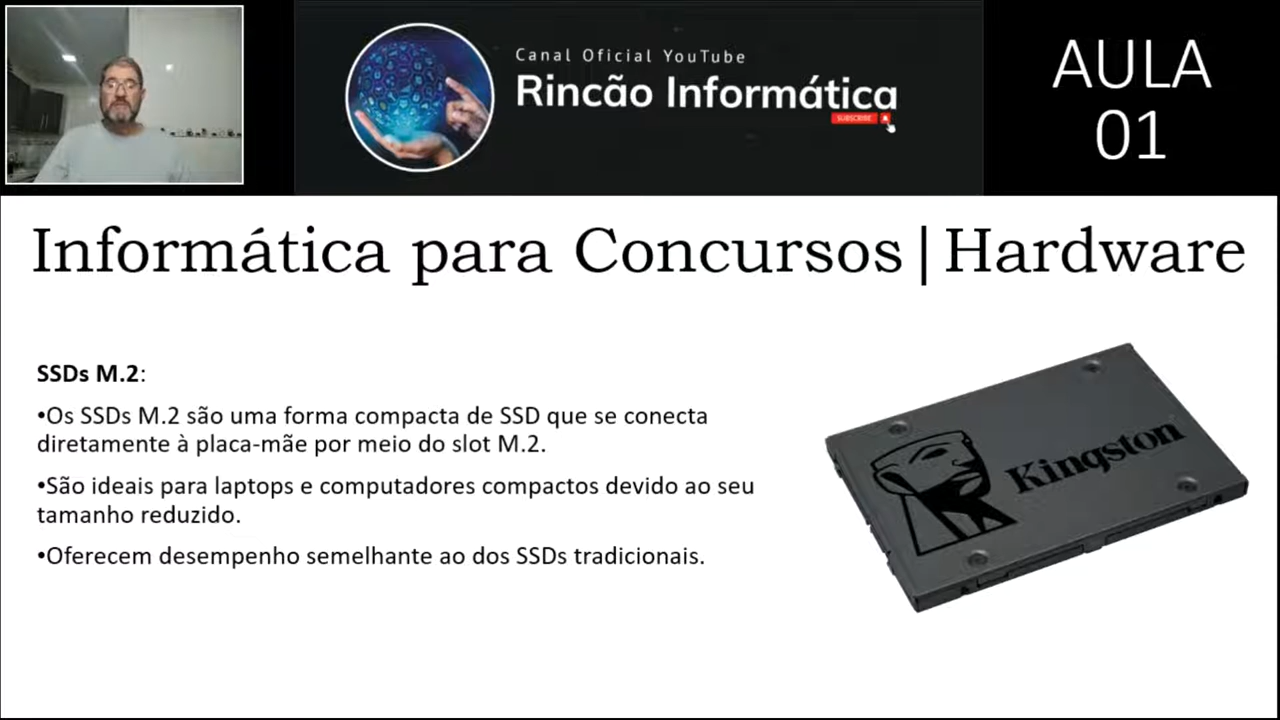 Canal Oficial YouTube
Rincão Informática
SUBSCRIBE
AULA
01
Informática para Concursos|Hardware
SSDs M.2:
•Os SSDs M.2 são uma forma compacta de SSD que se conecta
diretamente à placa-mãe por meio do slot M.2.
•São ideais para laptops e computadores compactos devido ao seu
tamanho reduzido.
•Oferecem desempenho semelhante ao dos SSDs tradicionais.
Kingston